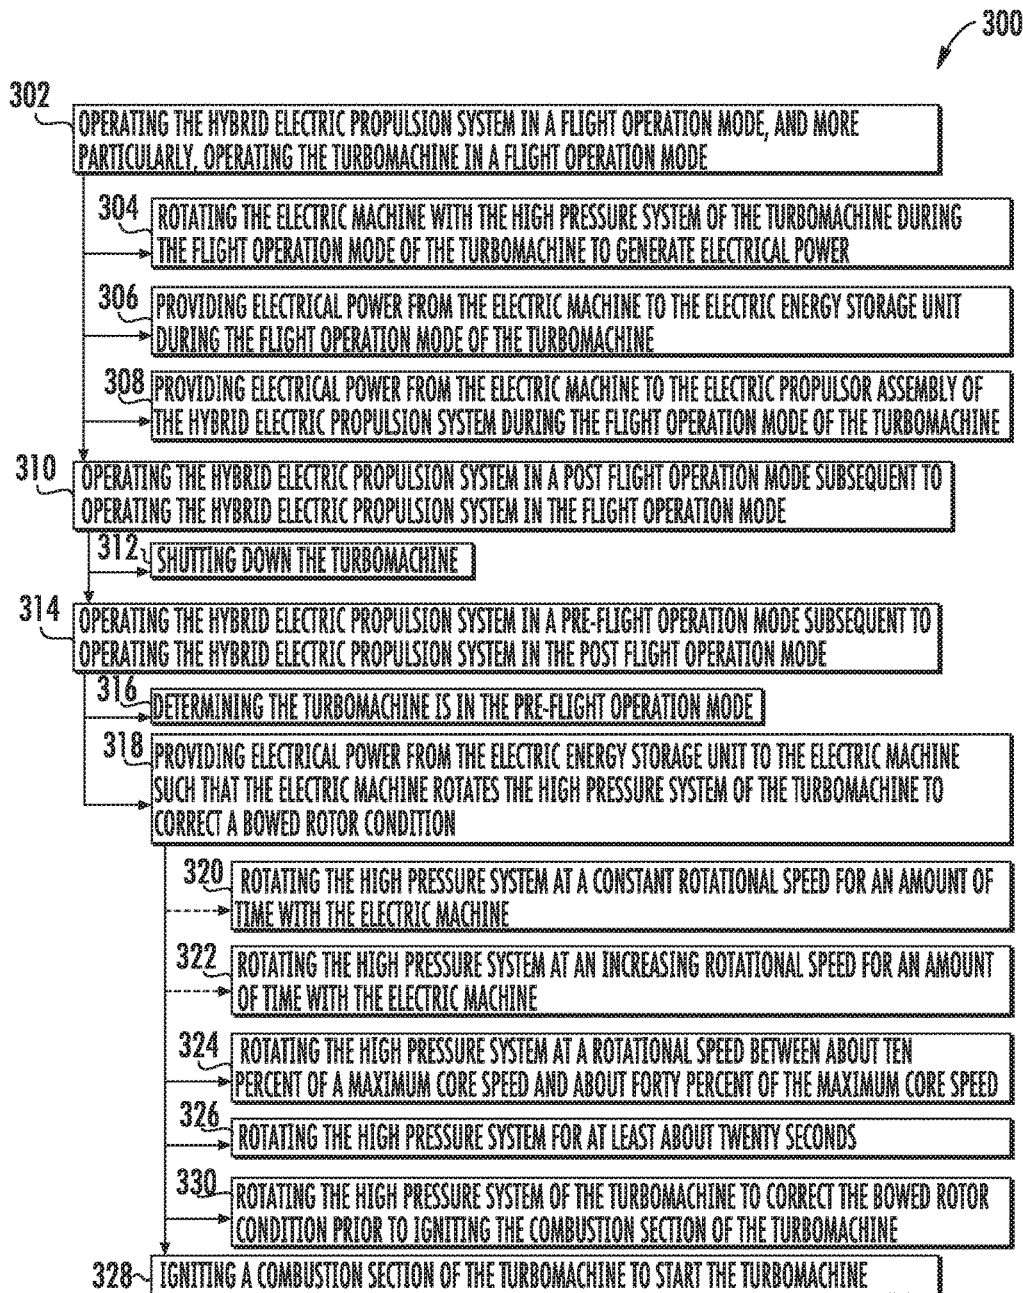 300
302
OPERATING THE HYBRID ELECTRIC PROPULSION SYSTEM IN A FLIGHT OPERATION MODE, AND MORE
PARTICULARLY, OPERATING THE TURBOMACHINE IN A FLIGHT OPERATION MODE
304
ROTATING THE ELECTRIC MACHINE WITH THE HIGH PRESSURE SYSTEM OF THE TURBOMACHINE DURING
THE FLIGHT OPERATION MODE OF THE TURBOMACHINE TO GENERATE ELECTRICAL POWER
306
PROVIDING ELECTRICAL POWER FROM THE ELECTRIC MACHINE TO THE ELECTRIC ENERGY STORAGE UNIT
DURING THE FLIGHT OPERATION MODE OF THE TURBOMACHINE
308
PROVIDING ELECTRICAL POWER FROM THE ELECTRIC MACHINE TO THE ELECTRIC PROPULSOR ASSEMBLY OF
THE HYBRID ELECTRIC PROPULSION SYSTEM DURING THE FLIGHT OPERATION MODE OF THE TURBOMACHINE
310
OPERATING THE HYBRID ELECTRIC PROPULSION SYSTEM IN A POST FLIGHT OPERATION MODE SUBSEQUENT TO
OPERATING THE HYBRID ELECTRIC PROPULSION SYSTEM IN THE FLIGHT OPERATION MODE
312
SHUTTING DOWN THE TURBOMACHINE
314
OPERATING THE HYBRID ELECTRIC PROPULSION SYSTEM IN A PRE-FLIGHT OPERATION MODE SUBSEQUENT TO
OPERATING THE HYBRID ELECTRIC PROPULSION SYSTEM IN THE POST FLIGHT OPERATION MODE
316
DETERMINING THE TURBOMACHINE IS IN THE PRE-FLIGHT OPERATION MODE
318
PROVIDING ELECTRICAL POWER FROM THE ELECTRIC ENERGY STORAGE UNIT TO THE ELECTRIC MACHINE
SUCH THAT THE ELECTRIC MACHINE ROTATES THE HIGH PRESSURE SYSTEM OF THE TURBOMACHINE TO
CORRECT A BOWED ROTOR CONDITION
320
ROTATING THE HIGH PRESSURE SYSTEM AT A CONSTANT ROTATIONAL SPEED FOR AN AMOUNT OF
TIME WITH THE ELECTRIC MACHINE
322
ROTATING THE HIGH PRESSURE SYSTEM AT AN INCREASING ROTATIONAL SPEED FOR AN AMOUNT
OF TIME WITH THE ELECTRIC MACHINE
324
ROTATING THE HIGH PRESSURE SYSTEM AT A ROTATIONAL SPEED BETWEEN ABOUT TEN
PERCENT OF A MAXIMUM CORE SPEED AND ABOUT FORTY PERCENT OF THE MAXIMUM CORE SPEED
326
ROTATING THE HIGH PRESSURE SYSTEM FOR AT LEAST ABOUT TWENTY SECONDS
330
ROTATING THE HIGH PRESSURE SYSTEM OF THE TURBOMACHINE TO CORRECT THE BOWED ROTOR
CONDITION PRIOR TO IGNITING THE COMBUSTION SECTION OF THE TURBOMACHINE
328
IGNITING A COMBUSTION SECTION OF THE TURBOMACHINE TO START THE TURBOMACHINE